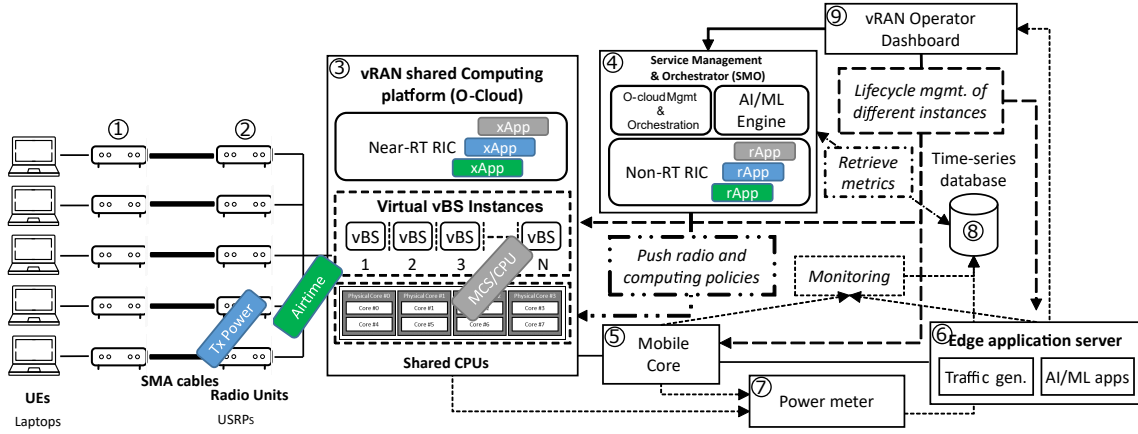 ①
②
UEs
Laptops
SMA cables
Radio Units
USRPs
Tx Power
Airtime
③
vRAN shared Computing
platform (O-Cloud)
Near-RT RIC
xApp
xApp
xApp
Virtual vBS Instances
vBS
vBS
vBS
vBS
1
2
3
N
MCS/CPU
Physical Core #0
Physical Core #1
Physical Core #3
Core #0
Core #1
Core #3
Core #4
Core #5
Core #6
Core #7
Shared CPUs
④
Service Management
& Orchestrator (SMO)
O-cloud Mgmt
&
Orchestration
AI/ML
Engine
Non-RT RIC
rApp
rApp
rApp
Push radio and
computing policies
⑨
vRAN Operator
Dashboard
Lifecycle mgmt. of
different instances
Retrieve
metrics
Time-series
database
⑧
Monitoring
⑤
Mobile
Core
⑥
Edge application server
Traffic gen.
AI/ML apps
⑦
Power meter